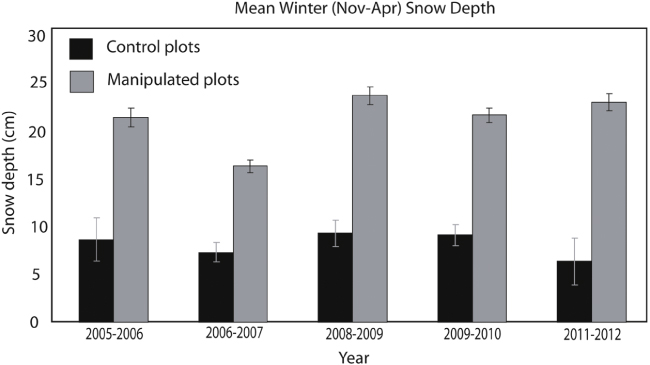 Mean Winter (Nov-Apr) Snow Depth
30
25
20
15
10
5
0
Snow depth (cm)
Control plots
Manipulated plots
2005-2006 2006-2007 2008-2009 2009-2010 2011-2012
Year